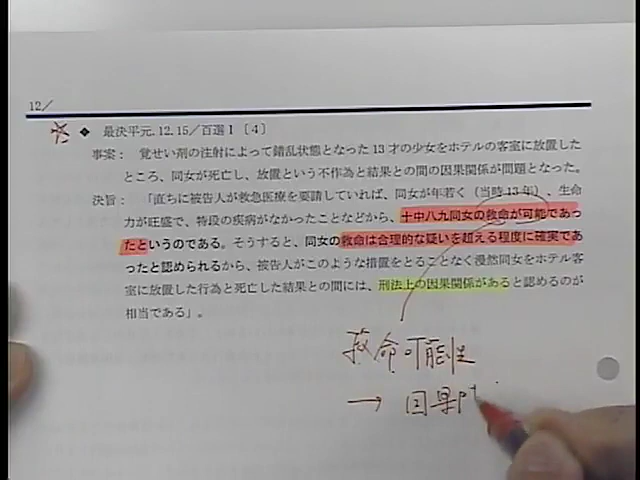 12／
❖ 最決平元.12.15／百選Ⅰ［4］
事案： 覚せい剤の注射によって錯乱状態となった 13 才の少女をホテルの客室に放置した
ところ、同女が死亡し、放置という不作為と結果との間の因果関係が問題となった。
決旨：「直ちに被告人が救急医療を要請していれば、同女が年若く（当時13年）、生命
力が旺盛で、特段の疾病がなかったことなどから、十中八九同女の救命が可能であっ
たというのである。そうすると、同女の救命は合理的な疑いを超える程度に確実であ
ったと認められるから、被告人がこのような措置をとることなく漫然同女をホテル客
室に放置した行為と死亡した結果との間には、刑法上の因果関係があると認めるのが
相当である」。
救命可能性
→ 因果